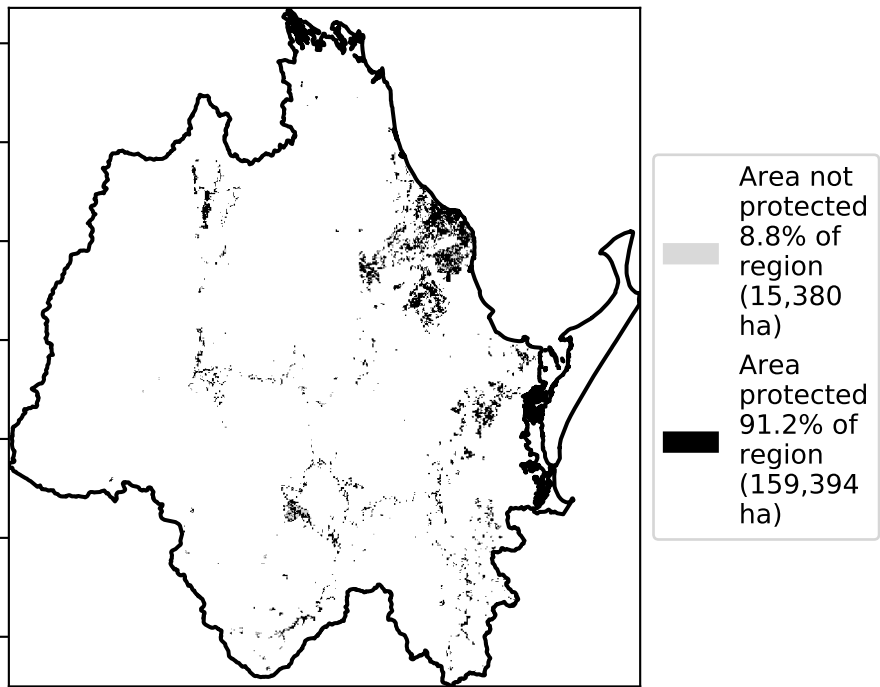 Area not
protected
8.8% of
region
(15,380
ha)
Area
protected
91.2% of
region
(159,394
ha)